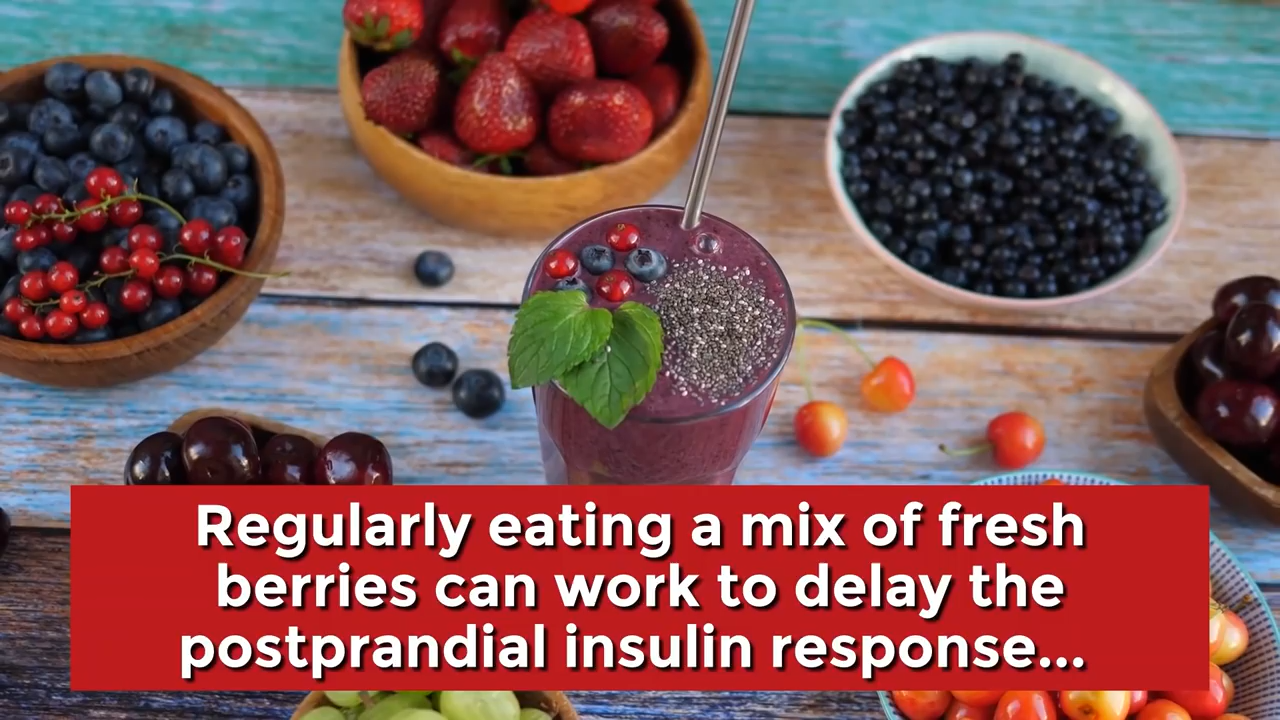 Regularly eating a mix of fresh
berries can work to delay the
postprandial insulin response...